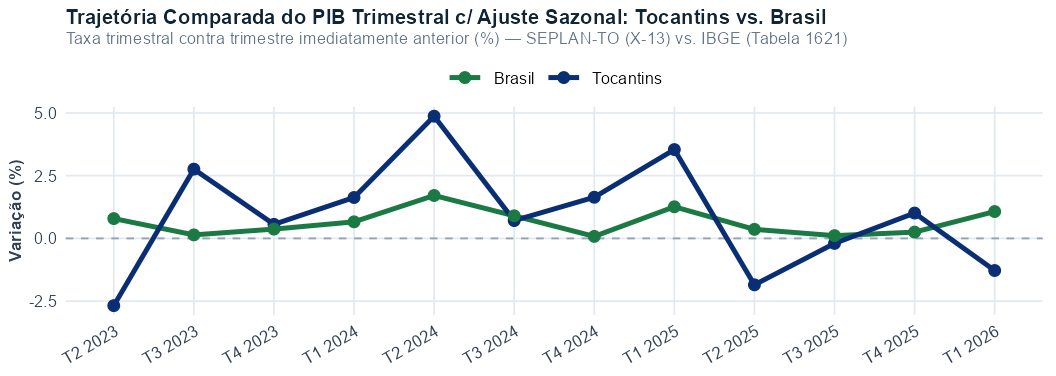 Trajetória Comparada do PIB Trimestral c/ Ajuste Sazonal: Tocantins vs. Brasil
Taxa trimestral contra trimestre imediatamente anterior (%) — SEPLAN-TO (X-13) vs. IBGE (Tabela 1621)
Brasil Tocantins
Variação (%)
5.0
2.5
0.0
-2.5
T2 2023 T3 2023 T4 2023 T1 2024 T2 2024 T3 2024 T4 2024 T1 2025 T2 2025 T3 2025 T4 2025 T1 2026